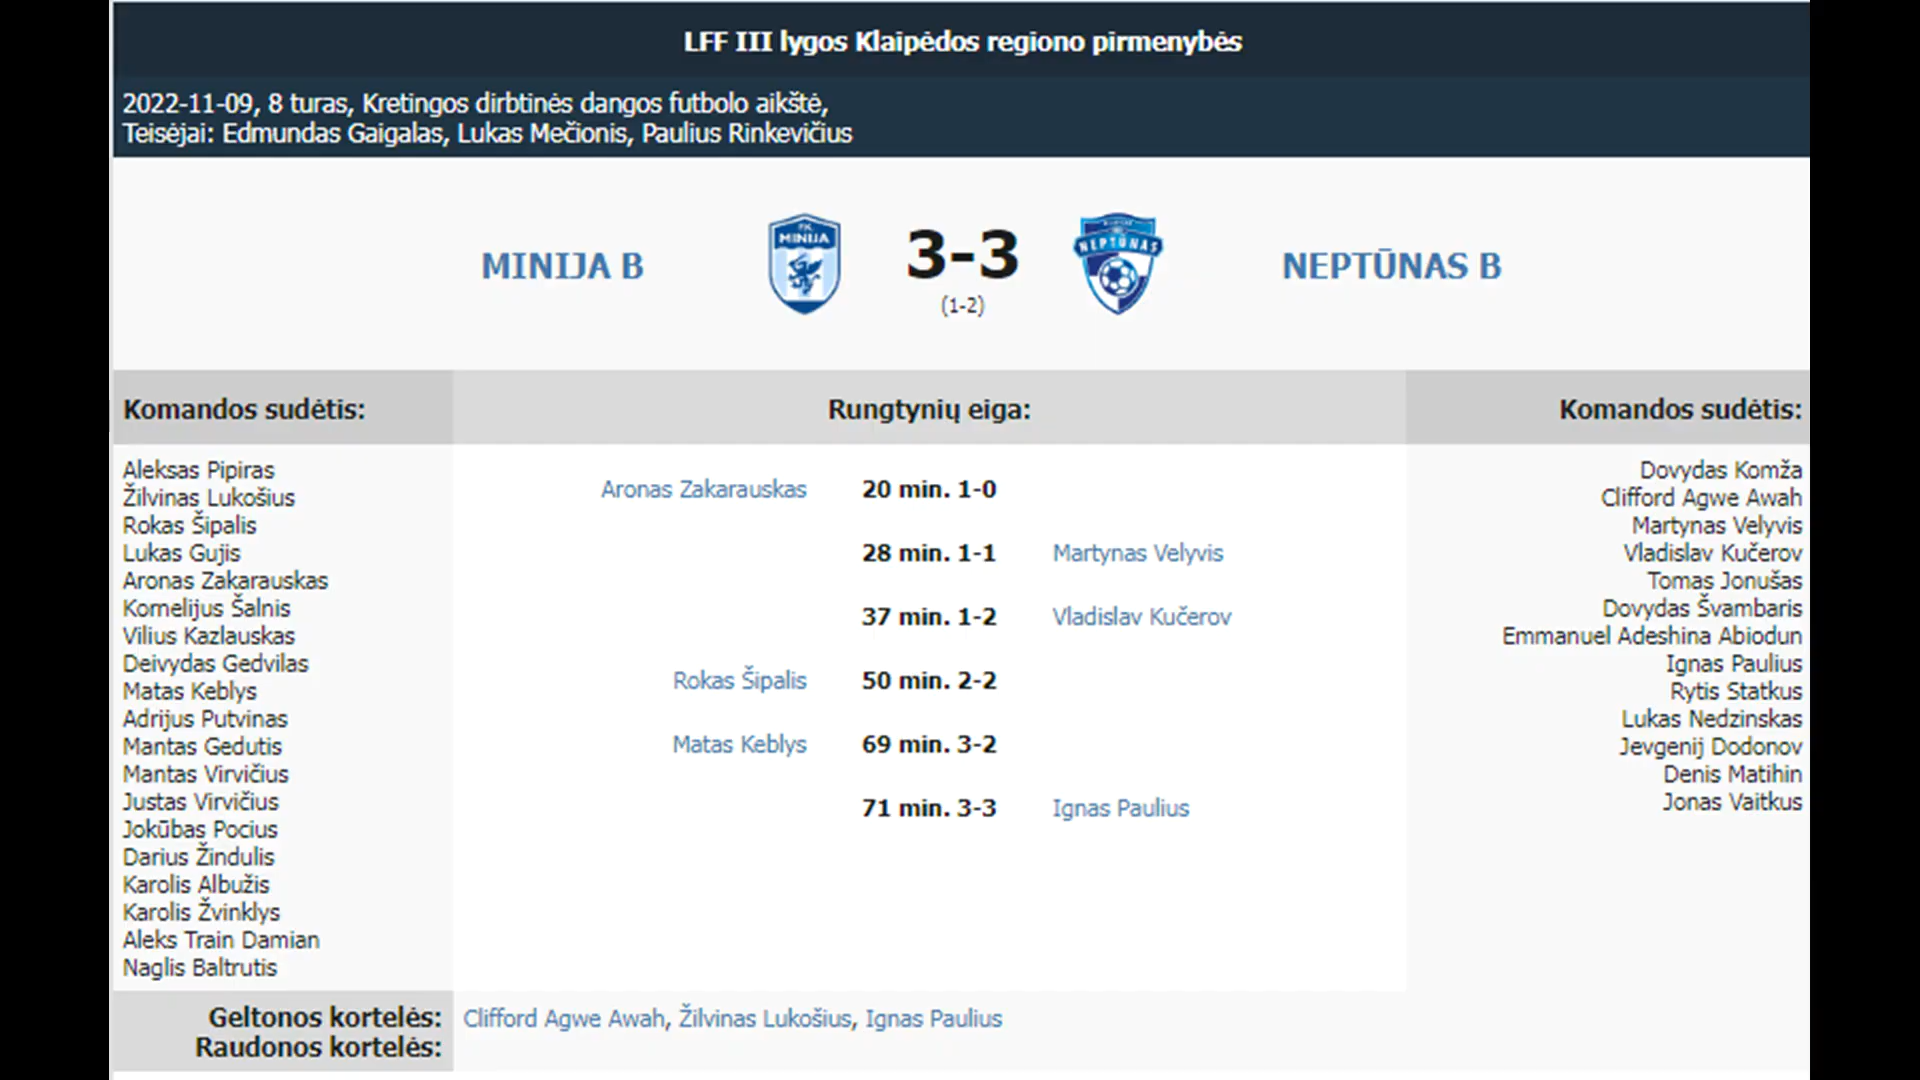 LFF III lygos Klaipėdos regiono pirmenybės
2022-11-09, 8 turas, Kretingos dirbtinės dangos futbolo aikštė,
Teisėjai: Edmundas Gaigalas, Lukas Mečionis, Paulius Rinkevičius
MINIJA B
FK
MINIJA
3-3
(1-2)
NEPTŪNAS
NEPTŪNAS B
Komandos sudėtis:
Aleksas Pipiras
Žilvinas Lukošius
Rokas Šipalis
Lukas Gujis
Aronas Zakarauskas
Kornelijus Šalnis
Vilius Kazlauskas
Deivydas Gedvilas
Matas Keblys
Adrijus Putvinas
Mantas Gedutis
Mantas Virvičius
Justas Virvičius
Jokūbas Pocius
Darius Žindulis
Karolis Albužis
Karolis Žvinklys
Aleks Train Damian
Naglis Baltrutis
Rungtynių eiga:
Aronas Zakarauskas 20 min. 1-0
28 min. 1-1 Martynas Velyvis
37 min. 1-2 Vladislav Kučerov
Rokas Šipalis 50 min. 2-2
Matas Keblys 69 min. 3-2
71 min. 3-3 Ignas Paulius
Komandos sudėtis:
Dovydas Komža
Clifford Agwe Awah
Martynas Velyvis
Vladislav Kučerov
Tomas Jonušas
Dovydas Švambaris
Emmanuel Adeshina Abiodun
Ignas Paulius
Rytis Statkus
Lukas Nedzinskas
Jevgenij Dodonov
Denis Matihin
Jonas Vaitkus
Geltonos kortelės: Clifford Agwe Awah, Žilvinas Lukošius, Ignas Paulius
Raudonos kortelės: